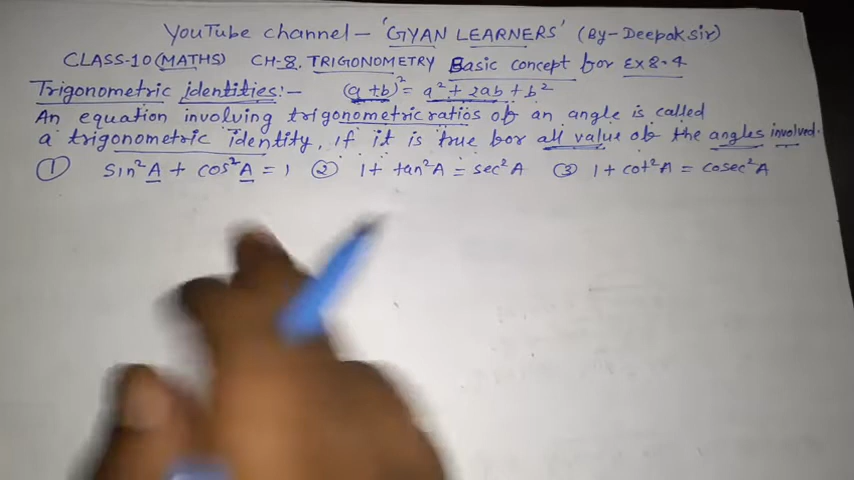 YouTube channel - 'GYAN LEARNERS' (By- Deepak sir)
CLASS-10 (MATHS) CH-8. TRIGONOMETRY Basic concept for Ex 8.4
Trigonometric identities:- (a+b)² = a² + 2ab + b²
An equation involving trigonometric ratios of an angle is called
a trigonometric identity, if it is true for all value of the angles involved.
① sin²A + cos²A = 1 ② 1 + tan²A = sec²A ③ 1 + cot²A = cosec²A